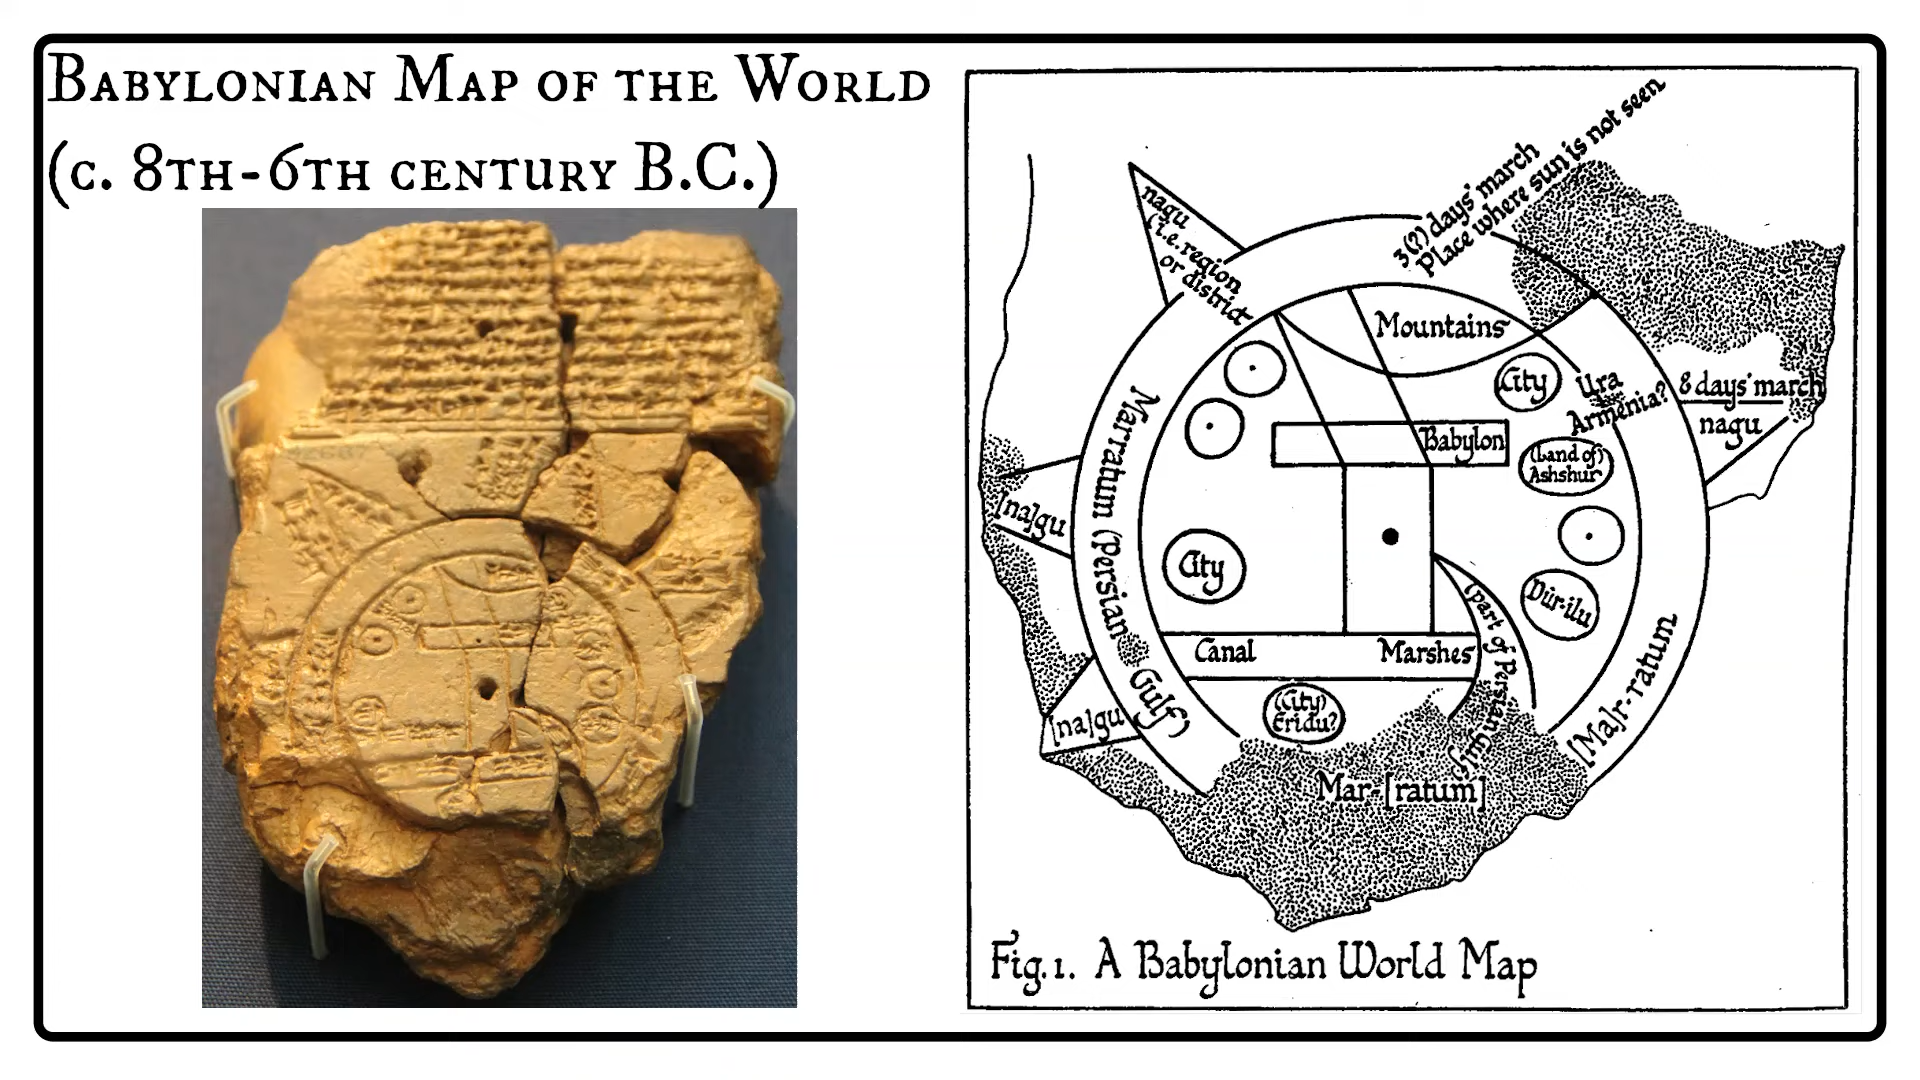 Babylonian Map of the World
(c. 8th-6th century B.C.)
3(?) days' march
Place where sun is not seen
nagu
(i.e. region
or district
Mountains
City
Ura
Armenia?
8 days' march
nagu
Babylon
(Land of)
Ashshur
[na]gu
Marratum (Persian Gulf)
City
Dúr-ilu
Canal
Marshes
(part of Persian Gulf)
[na]gu
(City)
Eridu?
[Ma]r-ratum
Mar-[ratum]
Fig. 1. A Babylonian World Map